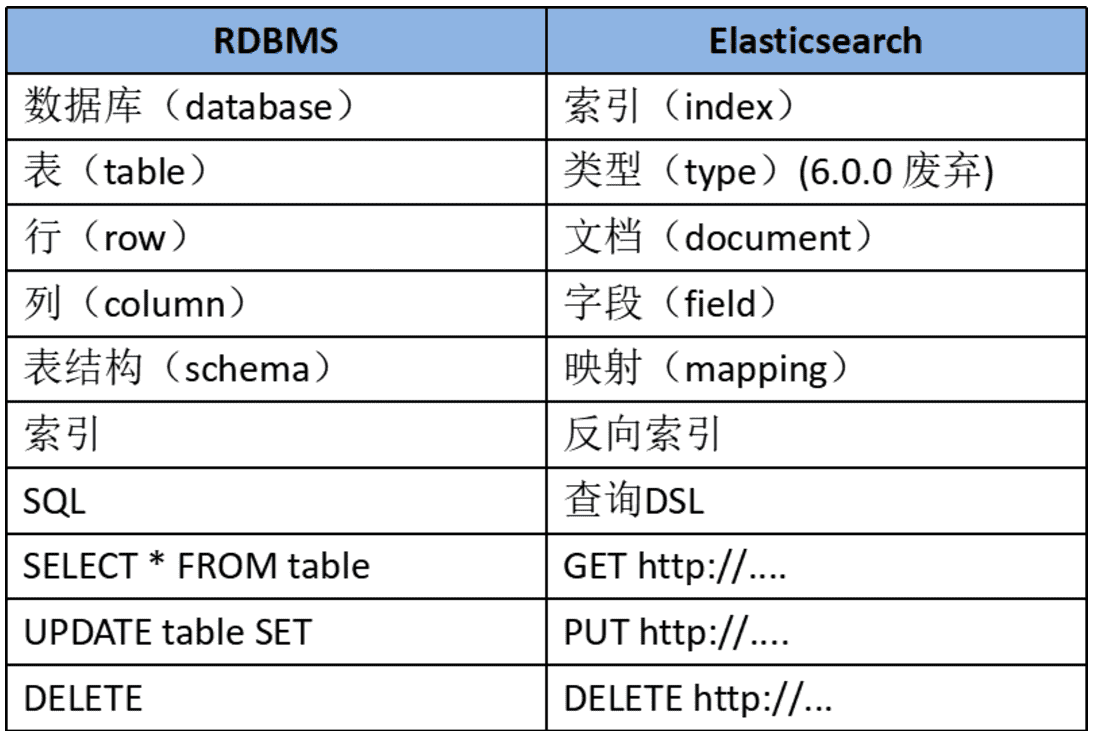 RDBMS Elasticsearch
数据库（database） 索引（index）
表（table） 类型（type）(6.0.0 废弃)
行（row） 文档（document）
列（column） 字段（field）
表结构（schema） 映射（mapping）
索引 反向索引
SQL 查询DSL
SELECT * FROM table GET http://....
UPDATE table SET PUT http://....
DELETE DELETE http://...